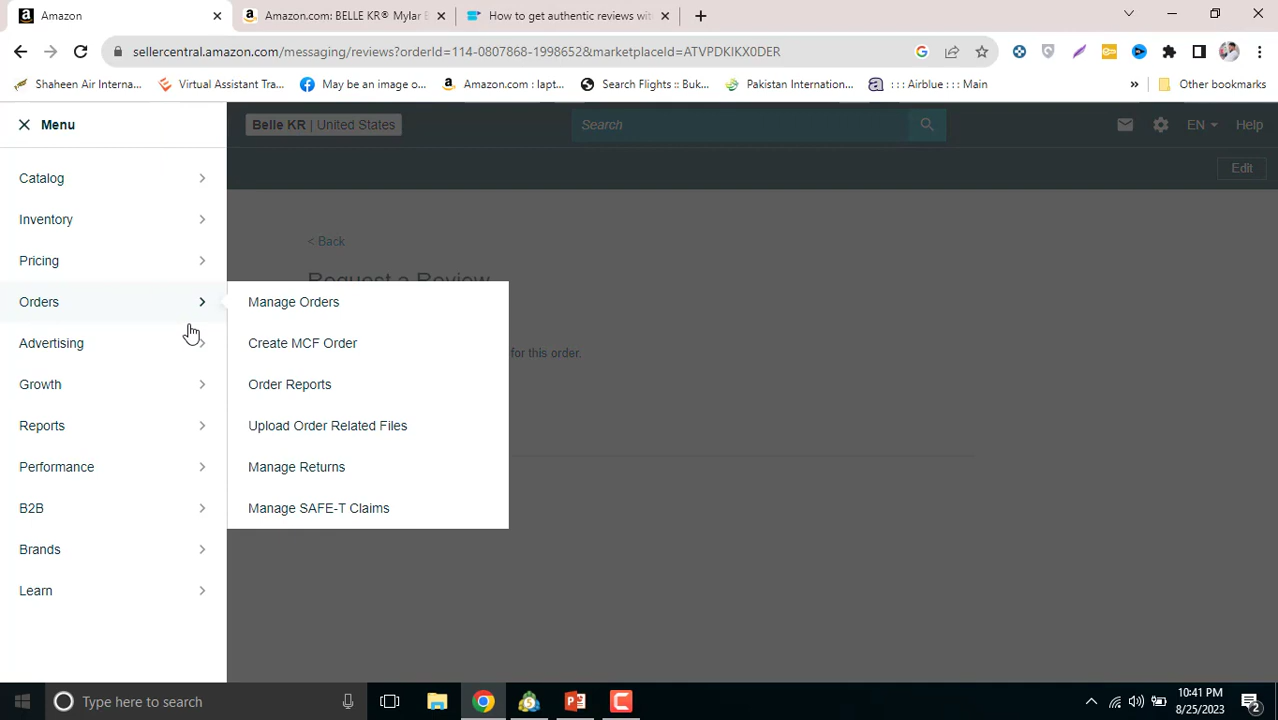 Amazon
Amazon.com: BELLE KR® Mylar B
How to get authentic reviews wit
sellercentral.amazon.com/messaging/reviews?orderId=114-0807868-1998652&marketplaceId=ATVPDKIKX0DER
Shaheen Air Interna...
Virtual Assistant Tra...
May be an image o...
Amazon.com : lapt...
Search Flights :: Buk...
Pakistan Internation...
: : : Airblue : : : Main
»
Other bookmarks
Menu
Belle KR | United States
Search
EN
Help
Edit
Catalog
Inventory
Pricing
Orders
Advertising
Growth
Reports
Performance
B2B
Brands
Learn
< Back
Request a Review
Manage Orders
Create MCF Order
for this order.
Order Reports
Upload Order Related Files
Manage Returns
Manage SAFE-T Claims
Type here to search
10:41 PM
8/25/2023
2